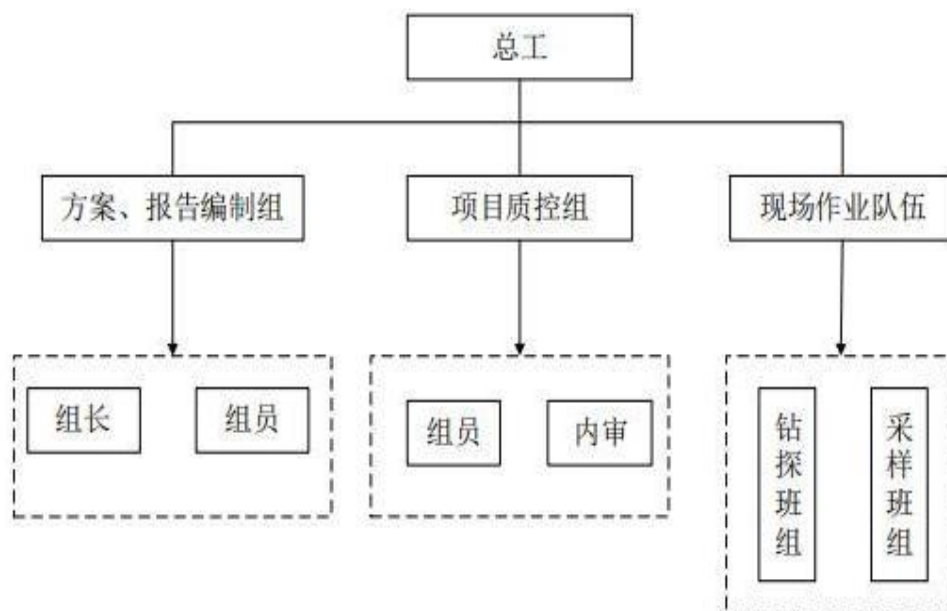 总工
方案、报告编制组
项目质控组
现场作业队伍
组长
组员
组员
内审
钻探班组
采样班组